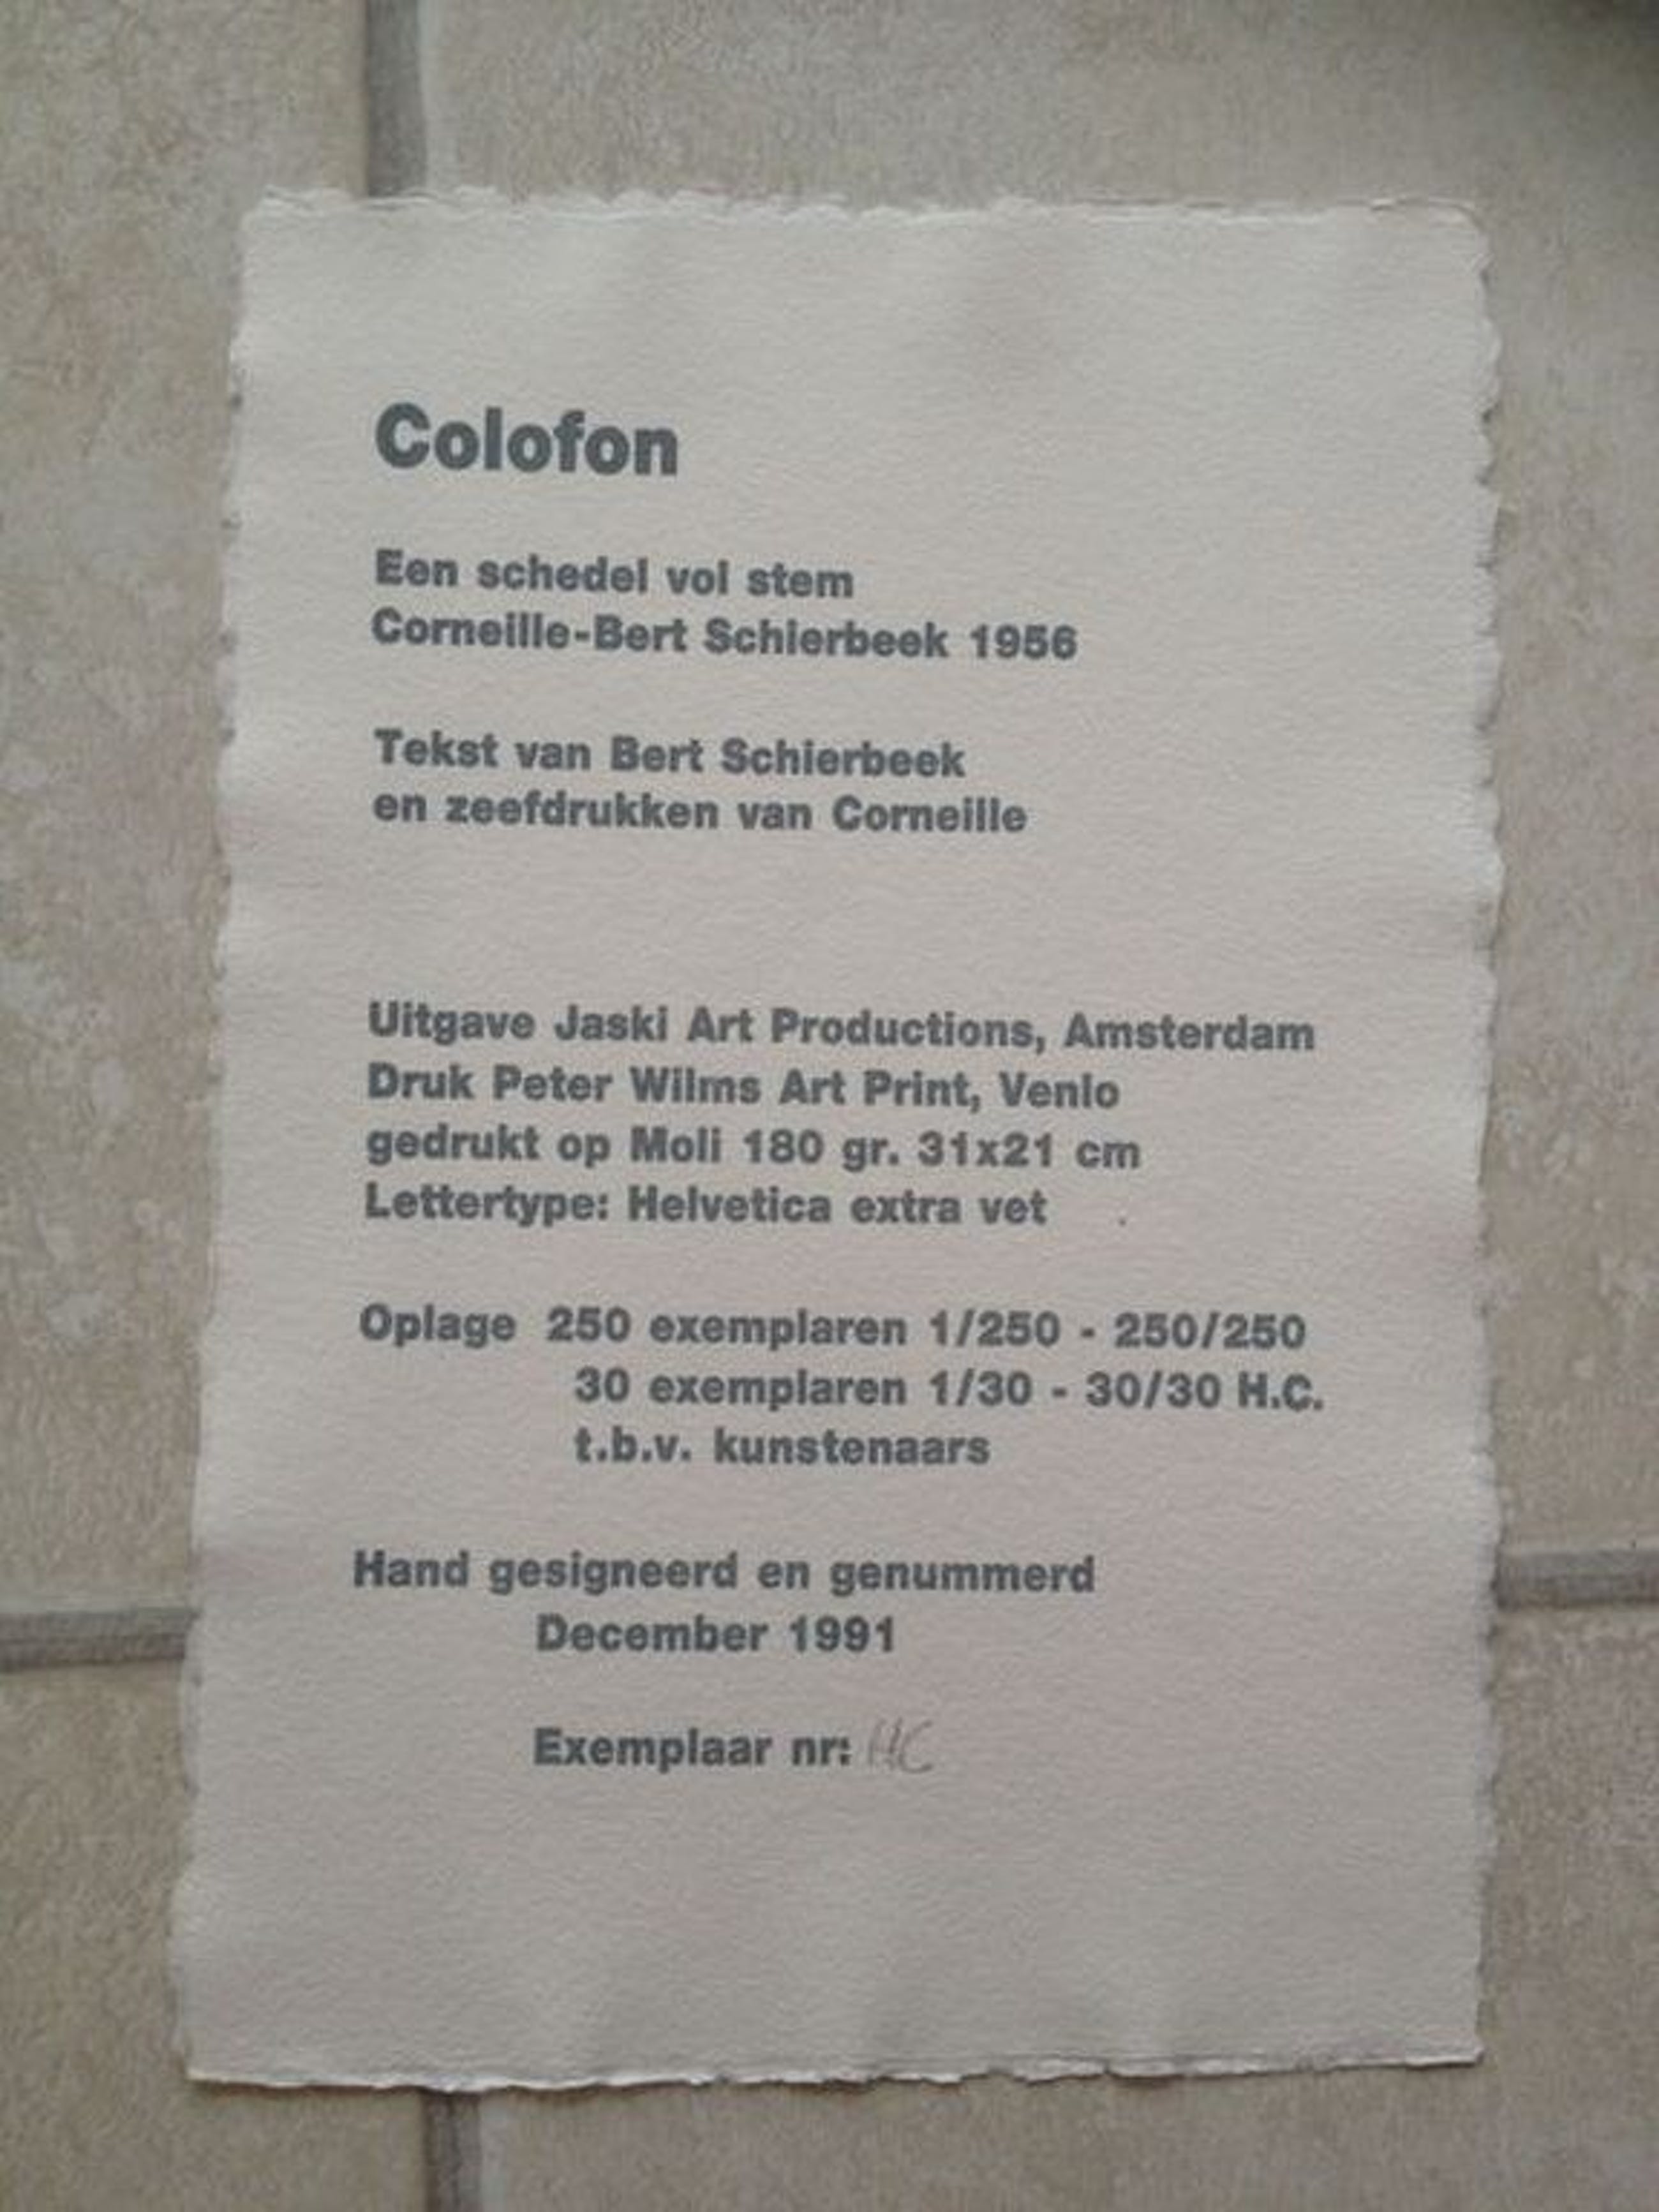 Colofon
Een schedel vol stem
Corneille-Bert Schierbeek 1956
Tekst van Bert Schierbeek
en zeefdrukken van Corneille
Uitgave Jaski Art Productions, Amsterdam
Druk Peter Wilms Art Print, Venlo
gedrukt op Moli 180 gr. 31x21 cm
Lettertype: Helvetica extra vet
Oplage 250 exemplaren 1/250 - 250/250
30 exemplaren 1/30 - 30/30 H.C.
t.b.v. kunstenaars
Hand gesigneerd en genummerd
December 1991
Exemplaar nr: HC